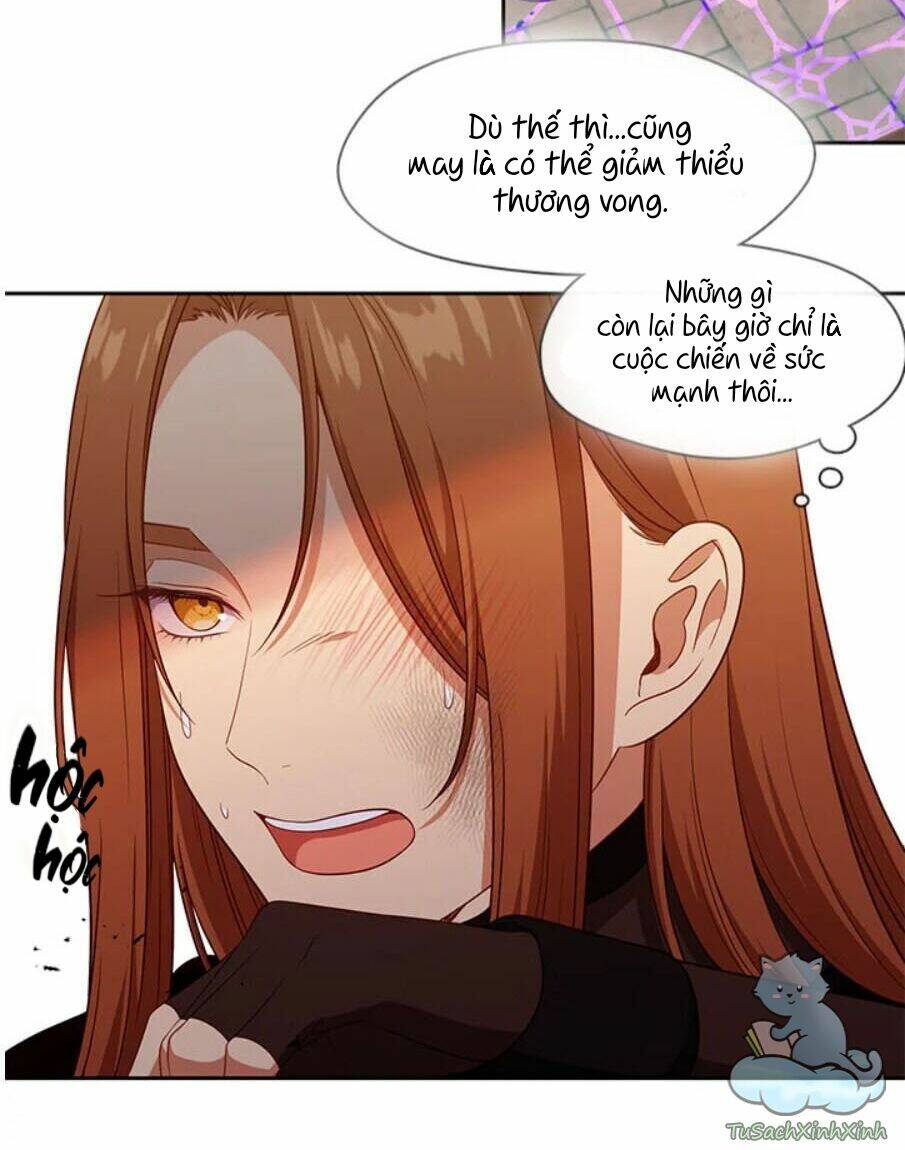 Dù thế thì...cũng
may là có thể giảm thiểu
thương vong.
Những gì
còn lại bây giờ chỉ là
cuộc chiến về sức
mạnh thôi...
hộc
hộc
TuSachXinhXinh